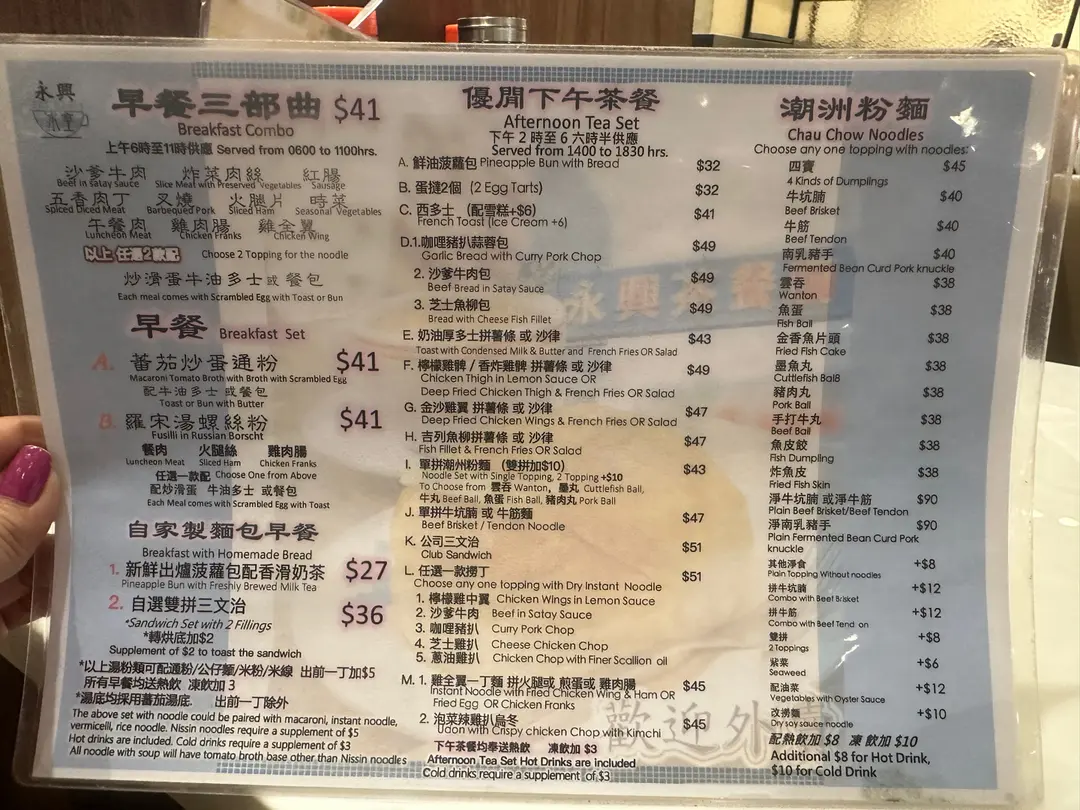 永興
冰室
早餐三部曲 $41
Breakfast Combo
上午6時至11時供應 Served from 0600 to 1100hrs.
沙爹牛肉 炸菜肉絲 紅腸
Beef in satay sauce Slice Meat with Preserved Vegetables Sausage
五香肉丁 叉燒 火腿片 時菜
Spiced Diced Meat Barbequed Pork Sliced Ham Seasonal Vegetables
午餐肉 雞肉腸 雞全翼
Luncheon Meat Chicken Franks Chicken Wing
以上 任選2款配 Choose 2 Topping for the noodle
炒滑蛋牛油多士或 餐包
Each meal comes with Scrambled Egg with Toast or Bun
早餐 Breakfast Set
A. 蕃茄炒蛋通粉 $41
Macaroni Tomato Broth with Broth with Scrambled Egg
配牛油多士 或餐包
Toast or Bun with Butter
B. 羅宋湯螺絲粉 $41
Fusilli in Russian Borscht
餐肉 火腿絲 雞肉腸
Luncheon Meat Sliced Ham Chicken Franks
任選一款配 Choose One from Above
配炒滑蛋 牛油多士 或餐包
Each Meal comes with Scrambled Egg with Toast
自家製麵包早餐
Breakfast with Homemade Bread
1. 新鮮出爐菠蘿包配香滑奶茶 $27
Pineapple Bun with Freshly Brewed Milk Tea
2. 自選雙拼三文治 $36
*Sandwich Set with 2 Fillings
*轉烘底加$2
Supplement of $2 to toast the sandwich
*以上湯粉類可配通粉/公仔麵/米粉/米線 出前一丁加$5
所有早餐均送熱飲 凍飲加 3
*湯底均採用蕃茄湯底. 出前一丁除外
The above set with noodle could be paired with macaroni, instant noodle,
vermicell, rice noodle. Nissin noodles require a supplement of $5
Hot drinks are included. Cold drinks require a supplement of $3
All noodle with soup will have tomato broth base other than Nissin noodles
優閒下午茶餐
Afternoon Tea Set
下午 2時至 6 六時半供應
Served from 1400 to 1830 hrs.
A. 鮮油菠蘿包 Pineapple Bun with Bread $32
B. 蛋撻2個 (2 Egg Tarts) $32
C. 西多士 (配雪糕+$6) $41
French Toast (Ice Cream +6)
D.1.咖哩豬扒蒜蓉包 $49
Garlic Bread with Curry Pork Chop
2. 沙爹牛肉包 $49
Beef Bread in Satay Sauce
3. 芝士魚柳包 $49
Bread with Cheese Fish Fillet
E. 奶油厚多士拼薯條 或 沙律 $43
Toast with Condensed Milk & Butter and French Fries OR Salad
F. 檸檬雞髀 / 香炸雞髀 拼薯條 或 沙律 $49
Chicken Thigh in Lemon Sauce OR
Deep Fried Chicken Thigh & French Fries OR Salad
G. 金沙雞翼 拼薯條 或 沙律 $47
Deep Fried Chicken Wings & French Fries OR Salad
H. 吉列魚柳拼薯條 或 沙律 $47
Fish Fillet & French Fries OR Salad
I. 單拼潮州粉麵 (雙拼加$10) $43
Noodle Set with Single Topping, 2 Topping +$10
To Choose from 雲吞 Wanton, 墨丸 Cuttlefish Ball,
牛丸 Beef Ball, 魚蛋 Fish Ball, 豬肉丸 Pork Ball
J. 單拼牛坑腩 或 牛筋麵 $47
Beef Brisket / Tendon Noodle
K. 公司三文治 $51
Club Sandwich
L. 任選一款撈丁 $51
Choose any one topping with Dry Instant Noodle
1. 檸檬雞中翼 Chicken Wings in Lemon Sauce
2. 沙爹牛肉 Beef in Satay Sauce
3. 咖喱豬扒 Curry Pork Chop
4. 芝士雞扒 Cheese Chicken Chop
5. 蔥油雞扒 Chicken Chop with Finer Scallion oil
M. 1. 雞全翼一丁麵 拼火腿或 煎蛋或 雞肉腸 $45
Instant Noodle with Fried Chicken Wing & Ham OR
Fried Egg OR Chicken Franks
2. 泡菜辣雞扒烏冬 $45
Udon with Crispy chicken Chop with Kimchi
下午茶餐均奉送熱飲 凍飲加 $3
Afternoon Tea Set Hot Drinks are included
Cold drinks require a supplement of $3
潮洲粉麵
Chau Chow Noodles
Choose any one topping with noodles:
四寶 $45
4 Kinds of Dumplings
牛坑腩 $40
Beef Brisket
牛筋 $40
Beef Tendon
南乳豬手 $40
Fermented Bean Curd Pork knuckle
雲吞 $38
Wanton
魚蛋 $38
Fish Ball
金香魚片頭 $38
Fried Fish Cake
墨魚丸 $38
Cuttlefish Bal8
豬肉丸 $38
Pork Ball
手打牛丸 $38
Beef Ball
魚皮餃 $38
Fish Dumpling
炸魚皮 $38
Fried Fish Skin
淨牛坑腩 或淨牛筋 $90
Plain Beef Brisket/Beef Tendon
淨南乳豬手 $90
Plain Fermented Bean Curd Pork
knuckle
其他淨食 +$8
Plain Topping Without noodles
拼牛坑腩 +$12
Combo with Beef Brisket
拼牛筋 +$12
Combo with Beef Tend on
雙拼 +$8
2 Toppings
紫菜 +$6
Seaweed
配油菜 +$12
Vegetables with Oyster Sauce
改撈麵 +$10
Dry soy sauce noodle
配熱飲加 $8 凍 飲加 $10
Additional $8 for Hot Drink,
$10 for Cold Drink
永興茶餐
歡迎外